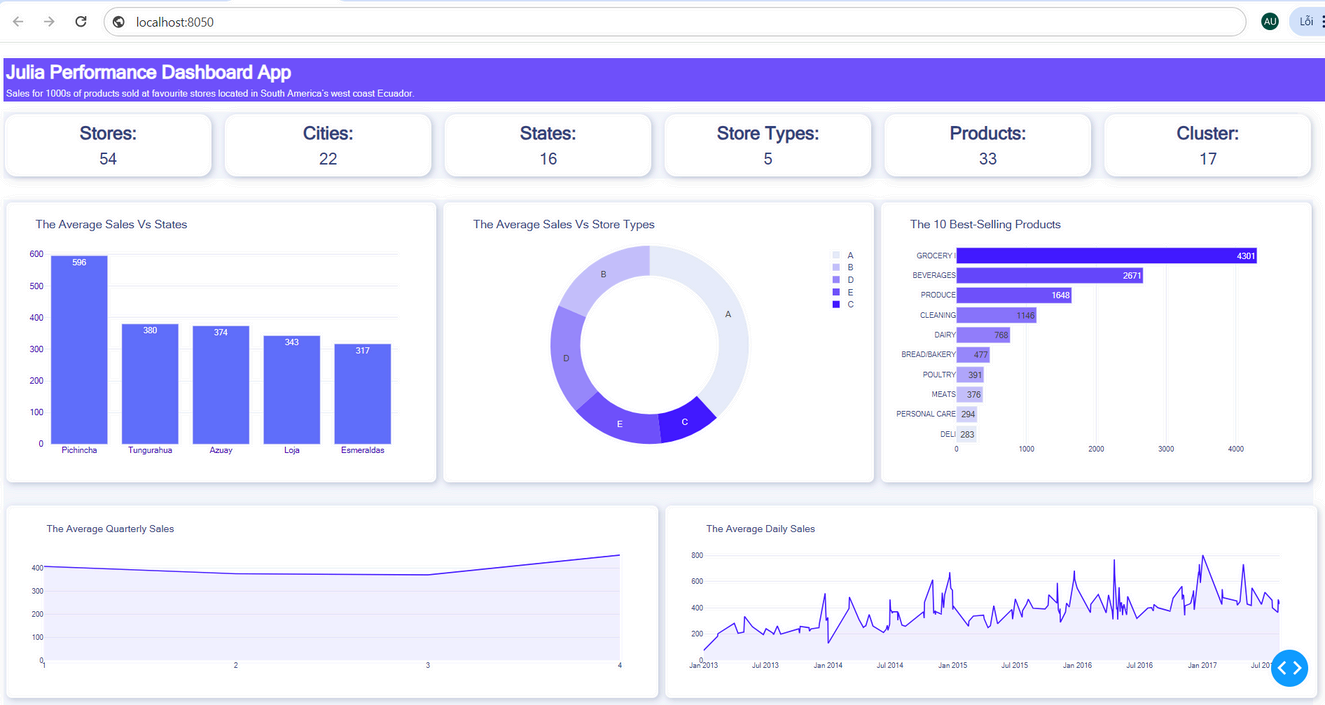 localhost:8050
AU
Lỗi
Julia Performance Dashboard App
Sales for 1000s of products sold at favourite stores located in South America's west coast Ecuador.
Stores:
54
Cities:
22
States:
16
Store Types:
5
Products:
33
Cluster:
17
The Average Sales Vs States
600
500
400
300
200
100
0
596
380
374
343
317
Pichincha
Tungurahua
Azuay
Loja
Esmeraldas
The Average Sales Vs Store Types
B
A
D
E
C
A
B
D
E
C
The 10 Best-Selling Products
GROCERY I 4301
BEVERAGES 2671
PRODUCE 1648
CLEANING 1146
DAIRY 768
BREAD/BAKERY 477
POULTRY 391
MEATS 376
PERSONAL CARE 294
DELI 283
0 1000 2000 3000 4000
The Average Quarterly Sales
400
300
200
100
0
1 2 3 4
The Average Daily Sales
800
600
400
200
0
Jan 2013 Jul 2013 Jan 2014 Jul 2014 Jan 2015 Jul 2015 Jan 2016 Jul 2016 Jan 2017 Jul